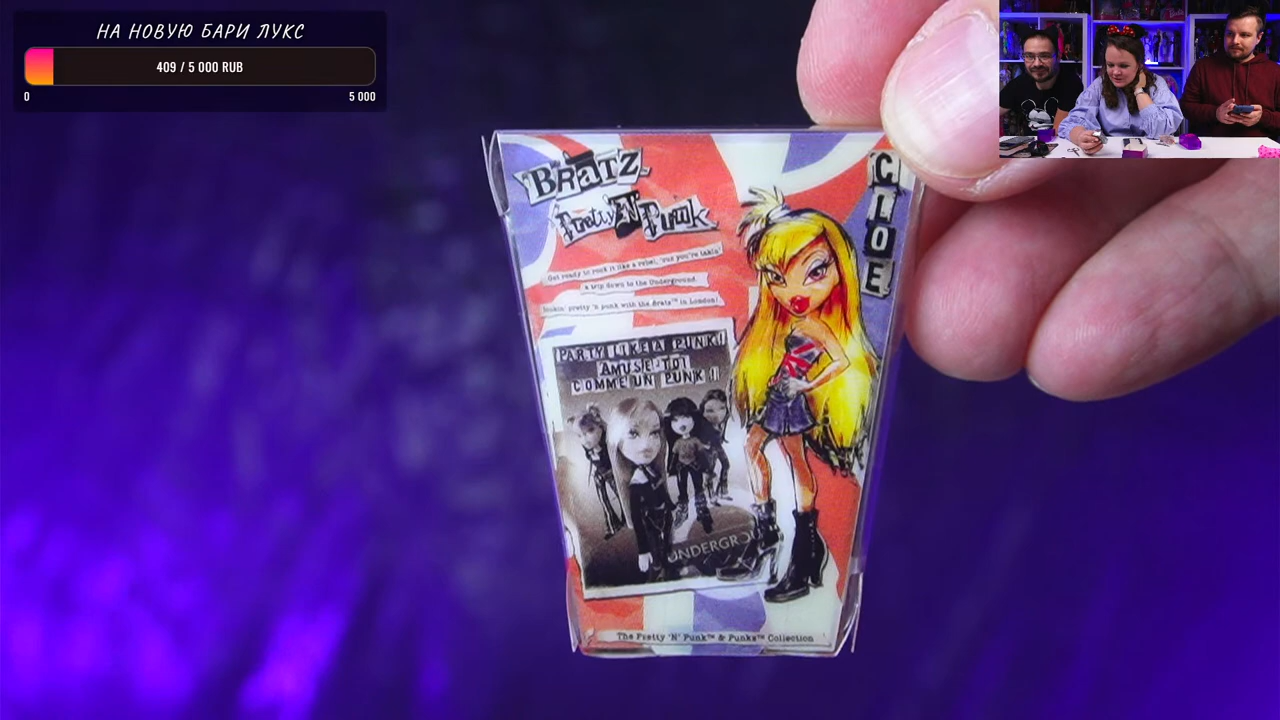 НА НОВУЮ БАРИ ЛУКС
409 / 5 000 RUB
0
5 000
BRATZ
Pretty 'N' Punk
CLOE
Get ready to rock it like a rebel, 'cuz you're takin'
a trip down to the Underground,
lookin' pretty 'n punk with the Bratz™ in London!
PARTY LIKE A PUNK!
AMUSE-TOI
COMME UN PUNK !
UNDERGROU
The Pretty 'N' Punk™ & Punkz™ Collection